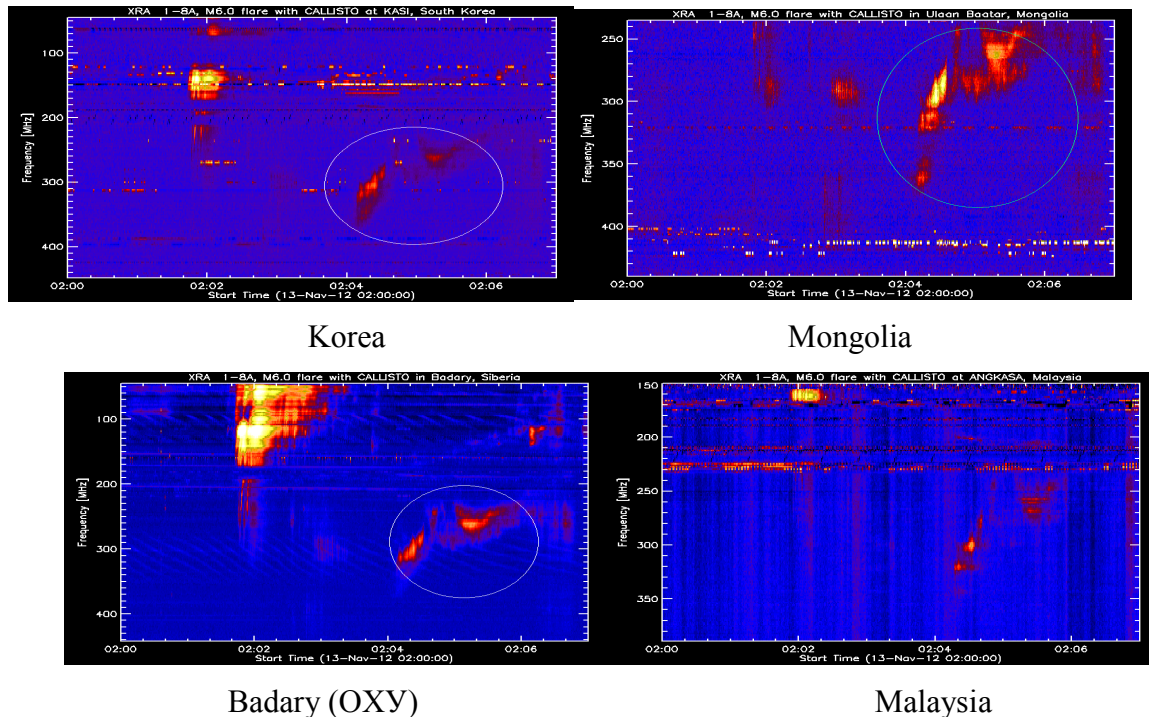 XRA 1-8A, M6.0 flare with CALLISTO at KASI, South Korea
100
200
300
400
Frequency [MHz]
02:00 02:02 02:04 02:06
Start Time (13-Nov-12 02:00:00)
Korea
XRA 1-8A, M6.0 flare with CALLISTO in Ulaan Baatar, Mongolia
250
300
350
400
Frequency [MHz]
02:00 02:02 02:04 02:06
Start Time (13-Nov-12 02:00:00)
Mongolia
XRA 1-8A, M6.0 flare with CALLISTO in Badary, Siberia
100
200
300
400
Frequency [MHz]
02:00 02:02 02:04 02:06
Start Time (13-Nov-12 02:00:00)
Badary (ОХУ)
XRA 1-8A, M6.0 flare with CALLISTO at ANGKASA, Malaysia
150
200
250
300
350
Frequency [MHz]
02:00 02:02 02:04 02:06
Start Time (13-Nov-12 02:00:00)
Malaysia